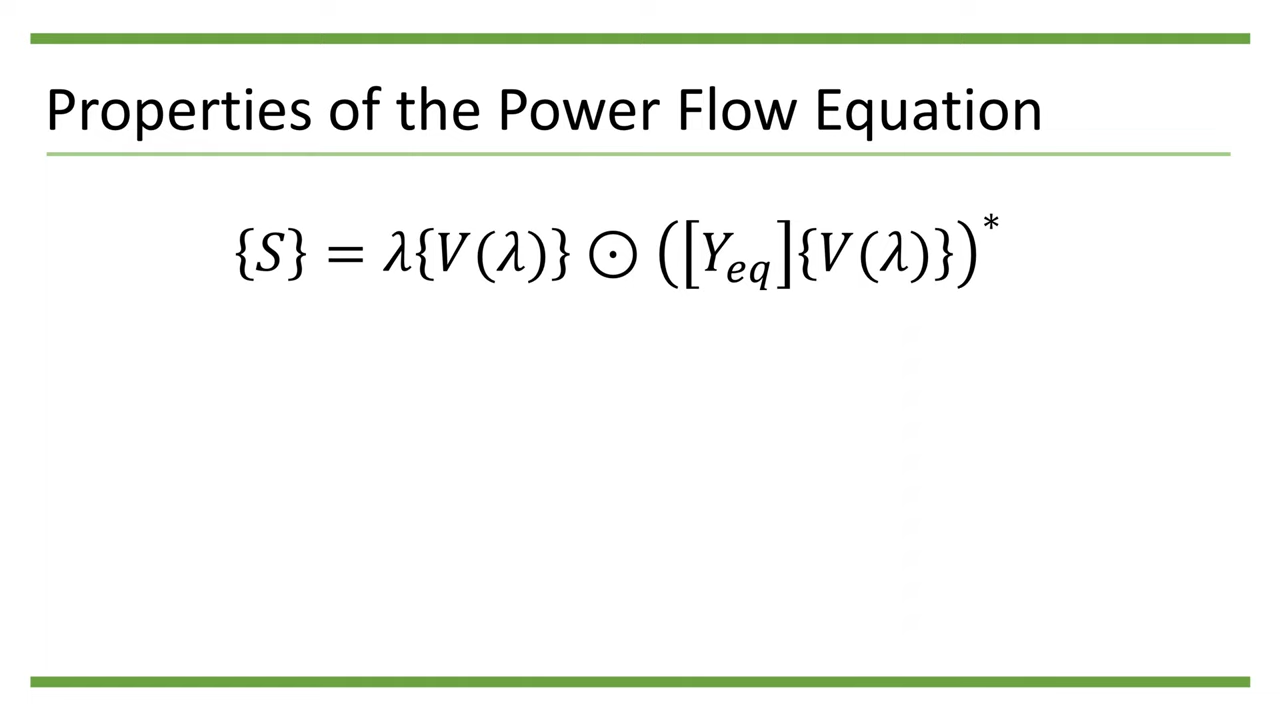 Properties of the Power Flow Equation
{S} = λ{V(λ)} ⊙ ([Y_eq]{V(λ)})^*